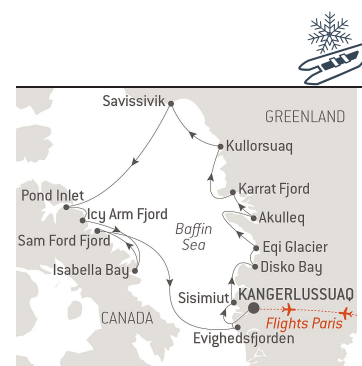 Savissivik
GREENLAND
Kullorsuaq
Karrat Fjord
Pond Inlet
Icy Arm Fjord
Akulleq
Sam Ford Fjord
Baffin
Sea
Eqi Glacier
Isabella Bay
Disko Bay
Sisimiut
KANGERLUSSUAQ
CANADA
Flights Paris
Evighedsfjorden